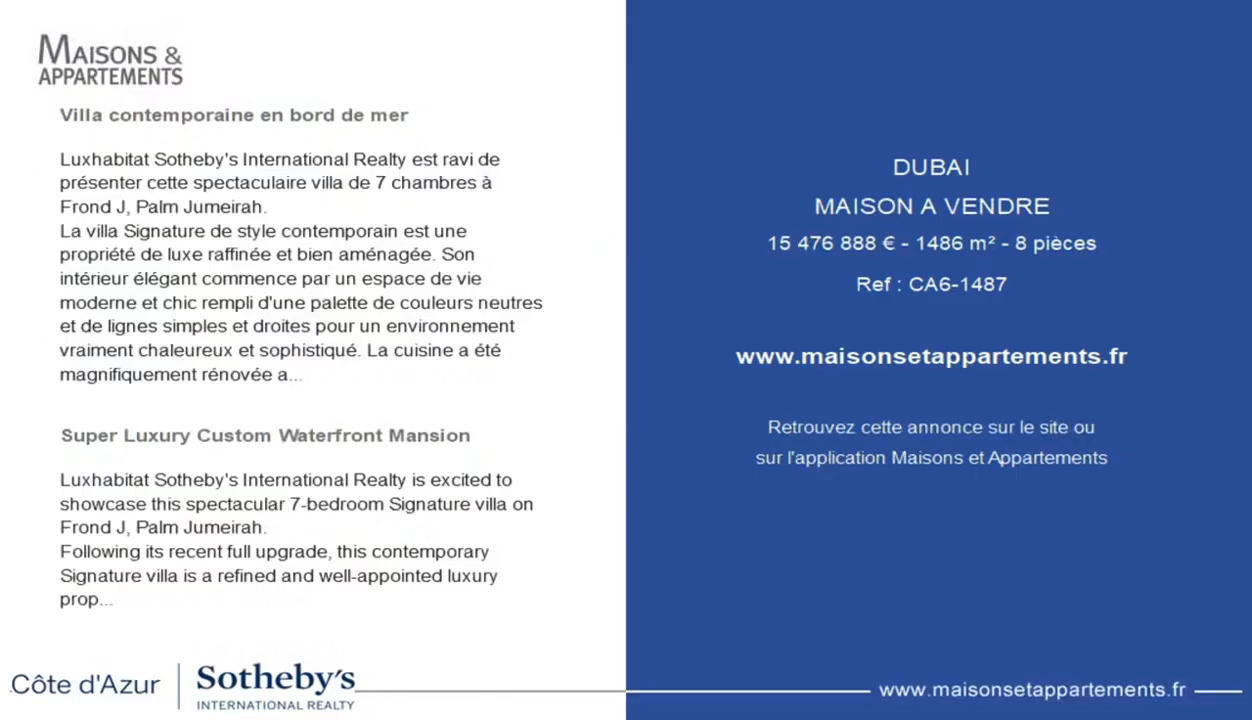 MAISONS &
APPARTEMENTS
Villa contemporaine en bord de mer
Luxhabitat Sotheby's International Realty est ravi de
présenter cette spectaculaire villa de 7 chambres à
Frond J, Palm Jumeirah.
La villa Signature de style contemporain est une
propriété de luxe raffinée et bien aménagée. Son
intérieur élégant commence par un espace de vie
moderne et chic rempli d'une palette de couleurs neutres
et de lignes simples et droites pour un environnement
vraiment chaleureux et sophistiqué. La cuisine a été
magnifiquement rénovée a...
Super Luxury Custom Waterfront Mansion
Luxhabitat Sotheby's International Realty is excited to
showcase this spectacular 7-bedroom Signature villa on
Frond J, Palm Jumeirah.
Following its recent full upgrade, this contemporary
Signature villa is a refined and well-appointed luxury
prop...
Côte d'Azur
Sotheby's
INTERNATIONAL REALTY
DUBAI
MAISON A VENDRE
15 476 888 € - 1486 m² - 8 pièces
Ref : CA6-1487
www.maisonsetappartements.fr
Retrouvez cette annonce sur le site ou
sur l'application Maisons et Appartements
www.maisonsetappartements.fr